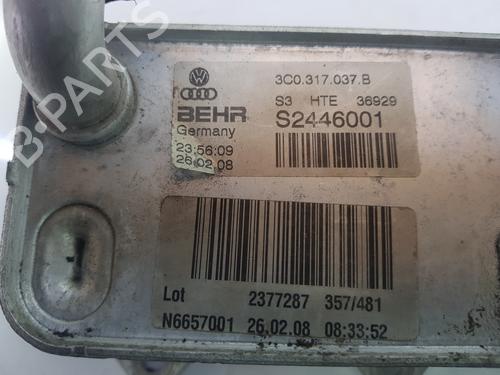 B-PARTS
3C0.317.037.B
S3 HTE 36929
BEHR S2446001
Germany
23:56:09
26.02.08
Lot 2377287 357/481
N6657001 26.02.08 08:33:52